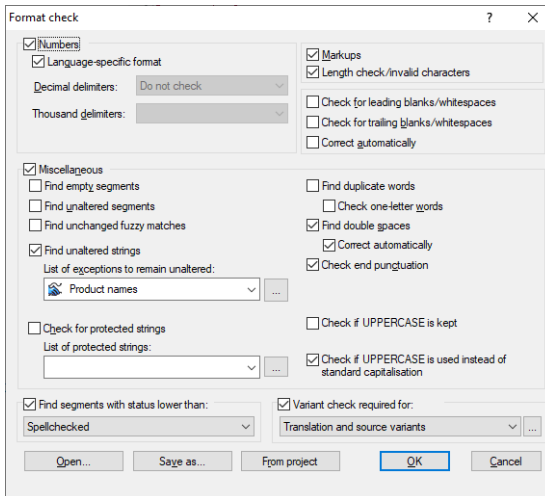 Format check
?
Numbers
Language-specific format
Decimal delimiters:
Do not check
Thousand delimiters:
Markups
Length check/invalid characters
Check for leading blanks/whitespaces
Check for trailing blanks/whitespaces
Correct automatically
Miscellaneous
Find empty segments
Find unaltered segments
Find unchanged fuzzy matches
Find unaltered strings
List of exceptions to remain unaltered:
Product names
...
Check for protected strings
List of protected strings:
...
Find duplicate words
Check one-letter words
Find double spaces
Correct automatically
Check end punctuation
Check if UPPERCASE is kept
Check if UPPERCASE is used instead of
standard capitalisation
Find segments with status lower than:
Spellchecked
Variant check required for:
Translation and source variants
...
Open...
Save as...
From project
OK
Cancel